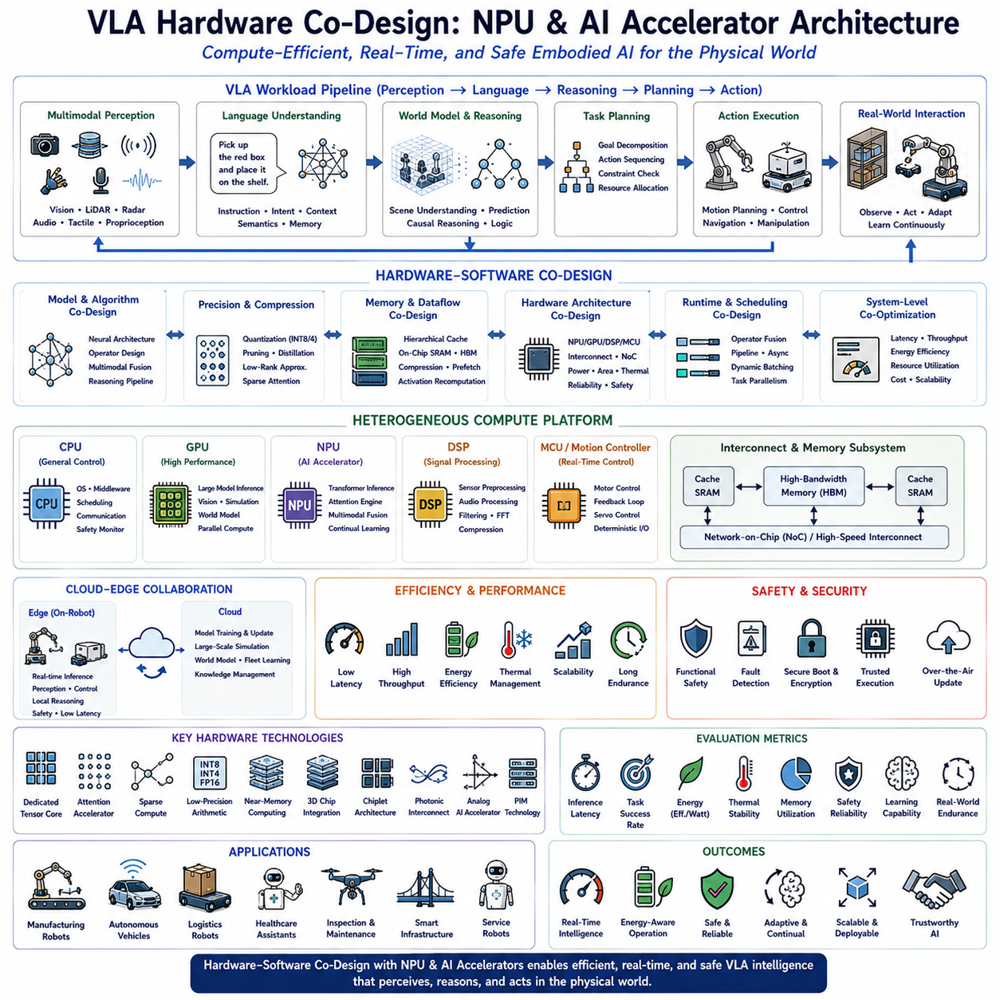 VLA Hardware Co-Design: NPU & AI Accelerator Architecture
Compute-Efficient, Real-Time, and Safe Embodied AI for the Physical World
VLA Workload Pipeline (Perception → Language → Reasoning → Planning → Action)
Multimodal Perception
Vision • LiDAR • Radar
Audio • Tactile • Proprioception
Language Understanding
Pick up
the red box
and place it
on the shelf.
Instruction • Intent • Context
Semantics • Memory
World Model & Reasoning
Scene Understanding • Prediction
Causal Reasoning • Logic
Task Planning
Goal Decomposition
Action Sequencing
Constraint Check
Resource Allocation
Action Execution
Motion Planning • Control
Navigation • Manipulation
Real-World Interaction
Observe • Act • Adapt
Learn Continuously
HARDWARE-SOFTWARE CO-DESIGN
Model & Algorithm
Co-Design
Neural Architecture
Operator Design
Multimodal Fusion
Reasoning Pipeline
Precision & Compression
Quantization (INT8/4)
Pruning • Distillation
Low-Rank Approx.
Sparse Attention
Memory & Dataflow
Co-Design
Hierarchical Cache
On-Chip SRAM • HBM
Compression • Prefetch
Activation Recomputation
Hardware Architecture
Co-Design
NPU/GPU/DSP/MCU
Interconnect • NoC
Power • Area • Thermal
Reliability • Safety
Runtime & Scheduling
Co-Design
Operator Fusion
Pipeline • Async
Dynamic Batching
Task Parallelism
System-Level
Co-Optimization
Latency • Throughput
Energy Efficiency
Resource Utilization
Cost • Scalability
HETEROGENEOUS COMPUTE PLATFORM
CPU
(General Control)
CPU
OS • Middleware
Scheduling
Communication
Safety Monitor
GPU
(High Performance)
Large Model Inference
Vision • Simulation
World Model
Parallel Compute
NPU
(AI Accelerator)
NPU
Transformer Inference
Attention Engine
Multimodal Fusion
Continual Learning
DSP
(Signal Processing)
DSP
Sensor Preprocessing
Audio Processing
Filtering • FFT
Compression
MCU / Motion Controller
(Real-Time Control)
Motor Control
Feedback Loop
Servo Control
Deterministic I/O
Interconnect & Memory Subsystem
Cache
SRAM
High-Bandwidth
Memory (HBM)
Cache
SRAM
Network-on-Chip (NoC) / High-Speed Interconnect
CLOUD-EDGE COLLABORATION
Edge (On-Robot)
Real-time Inference
Perception • Control
Local Reasoning
Safety • Low Latency
Cloud
Model Training & Update
Large-Scale Simulation
World Model • Fleet Learning
Knowledge Management
EFFICIENCY & PERFORMANCE
Low
Latency
High
Throughput
Energy
Efficiency
Thermal
Management
Scalability
Long
Endurance
SAFETY & SECURITY
Functional
Safety
Fault
Detection
Secure Boot &
Encryption
Trusted
Execution
Over-the-Air
Update
KEY HARDWARE TECHNOLOGIES
Dedicated
Tensor Core
Attention
Accelerator
Sparse
Compute
INT8
INT4
FP16
Low-Precision
Arithmetic
Near-Memory
Computing
3D Chip
Integration
Chiplet
Architecture
Photonic
Interconnect
Analog
AI Accelerator
PIM
Technology
EVALUATION METRICS
Inference
Latency
Task
Success
Rate
Energy
(Eff./Watt)
Thermal
Stability
Memory
Utilization
Safety
Reliability
Learning
Capability
Real-World
Endurance
APPLICATIONS
Manufacturing
Robots
Autonomous
Vehicles
Logistics
Robots
Healthcare
Assistants
Inspection &
Maintenance
Smart
Infrastructure
Service
Robots
OUTCOMES
Real-Time
Intelligence
Energy-Aware
Operation
Safe &
Reliable
Adaptive &
Continual
Scalable &
Deployable
Trustworthy
AI
Hardware-Software Co-Design with NPU & AI Accelerators enables efficient, real-time, and safe VLA intelligence
that perceives, reasons, and acts in the physical world.